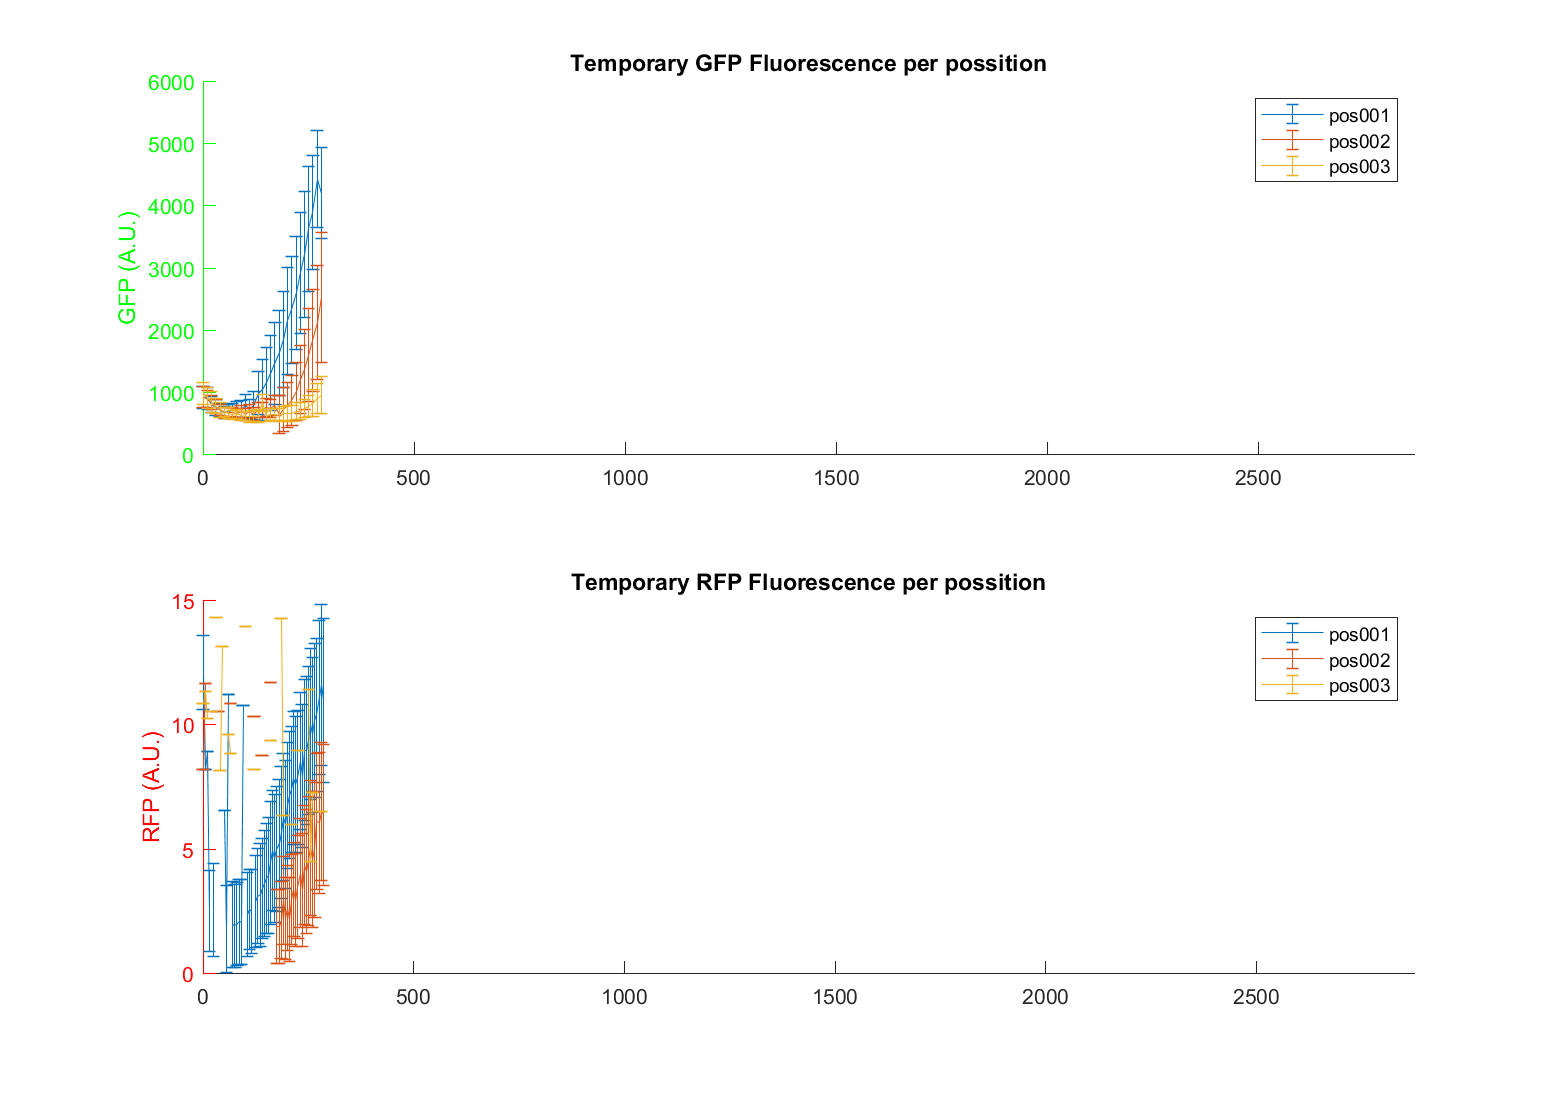 Temporary GFP Fluorescence per possition
6000
5000
4000
3000
2000
1000
0
GFP (A.U.)
pos001
pos002
pos003
0 500 1000 1500 2000 2500
Temporary RFP Fluorescence per possition
15
10
5
0
RFP (A.U.)
pos001
pos002
pos003
0 500 1000 1500 2000 2500